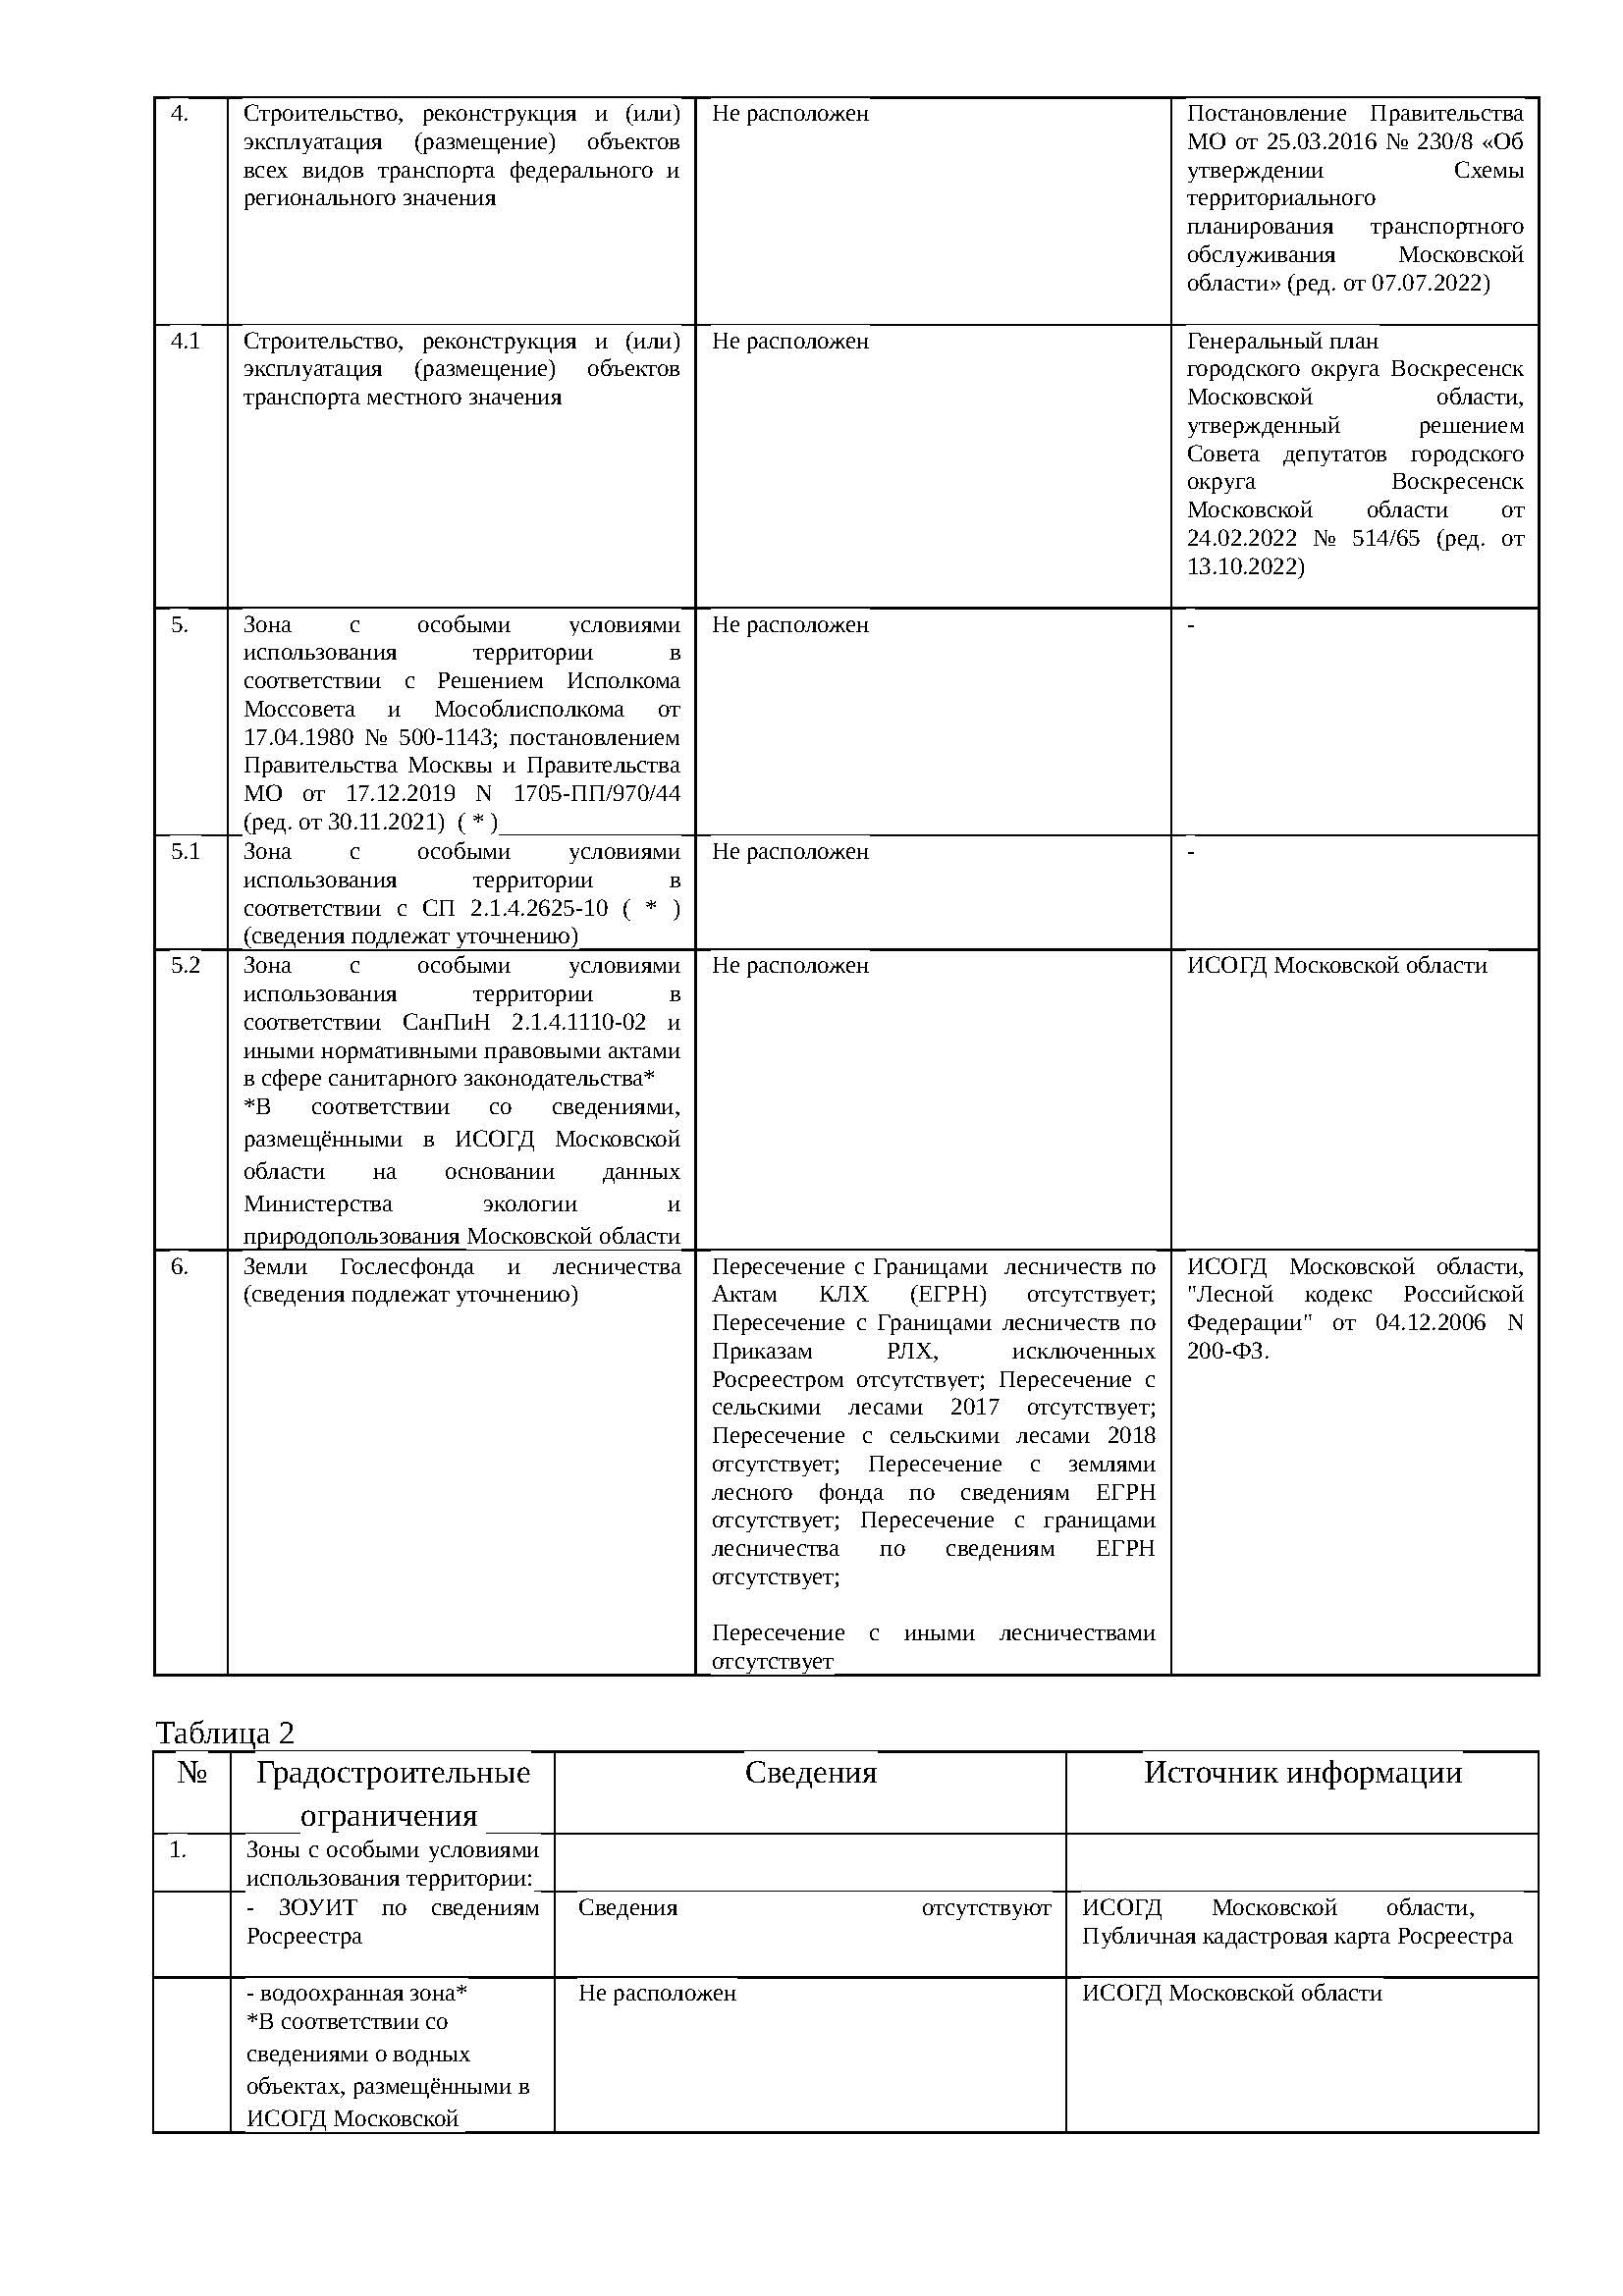 4.
Строительство, реконструкция и (или)
эксплуатация (размещение) объектов
всех видов транспорта федерального и
регионального значения
Не расположен
Постановление Правительства
МО от 25.03.2016 № 230/8 «Об
утверждении Схемы
территориального
планирования транспортного
обслуживания Московской
области» (ред. от 07.07.2022)
4.1
Строительство, реконструкция и (или)
эксплуатация (размещение) объектов
транспорта местного значения
Не расположен
Генеральный план
городского округа Воскресенск
Московской области,
утвержденный решением
Совета депутатов городского
округа Воскресенск
Московской области от
24.02.2022 № 514/65 (ред. от
13.10.2022)
5.
Зона с особыми условиями
использования территории в
соответствии с Решением Исполкома
Моссовета и Мособлисполкома от
17.04.1980 № 500-1143; постановлением
Правительства Москвы и Правительства
МО от 17.12.2019 N 1705-ПП/970/44
(ред. от 30.11.2021) ( * )
Не расположен
-
5.1
Зона с особыми условиями
использования территории в
соответствии с СП 2.1.4.2625-10 ( * )
(сведения подлежат уточнению)
Не расположен
-
5.2
Зона с особыми условиями
использования территории в
соответствии СанПиН 2.1.4.1110-02 и
иными нормативными правовыми актами
в сфере санитарного законодательства*
*В соответствии со сведениями,
размещёнными в ИСОГД Московской
области на основании данных
Министерства экологии и
природопользования Московской области
Не расположен
ИСОГД Московской области
6.
Земли Гослесфонда и лесничества
(сведения подлежат уточнению)
Пересечение с Границами лесничеств по
Актам КЛХ (ЕГРН) отсутствует;
Пересечение с Границами лесничеств по
Приказам РЛХ, исключенных
Росреестром отсутствует; Пересечение с
сельскими лесами 2017 отсутствует;
Пересечение с сельскими лесами 2018
отсутствует; Пересечение с землями
лесного фонда по сведениям ЕГРН
отсутствует; Пересечение с границами
лесничества по сведениям ЕГРН
отсутствует;
Пересечение с иными лесничествами
отсутствует
ИСОГД Московской области,
"Лесной кодекс Российской
Федерации" от 04.12.2006 N
200-ФЗ.
Таблица 2
№
Градостроительные
ограничения
Сведения
Источник информации
1.
Зоны с особыми условиями
использования территории:
- ЗОУИТ по сведениям
Росреестра
Сведения отсутствуют
ИСОГД Московской области,
Публичная кадастровая карта Росреестра
- водоохранная зона*
*В соответствии со
сведениями о водных
объектах, размещёнными в
ИСОГД Московской
Не расположен
ИСОГД Московской области